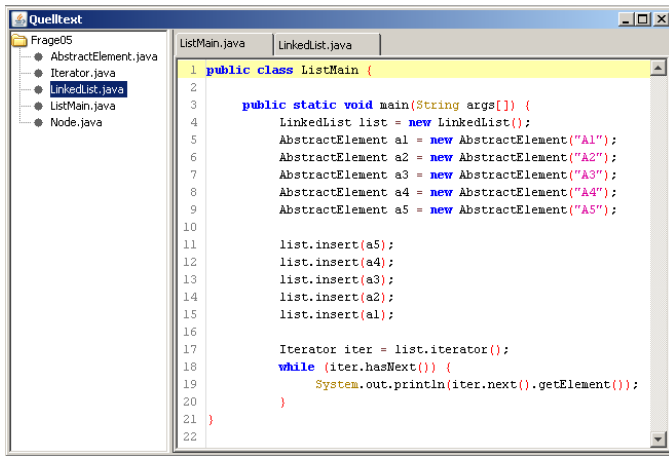 Quelltext
Frage05
AbstractElement.java
Iterator.java
LinkedList.java
ListMain.java
Node.java
ListMain.java LinkedList.java
1 public class ListMain {
2
3 public static void main(String args[]) {
4 LinkedList list = new LinkedList();
5 AbstractElement a1 = new AbstractElement("A1");
6 AbstractElement a2 = new AbstractElement("A2");
7 AbstractElement a3 = new AbstractElement("A3");
8 AbstractElement a4 = new AbstractElement("A4");
9 AbstractElement a5 = new AbstractElement("A5");
10
11 list.insert(a5);
12 list.insert(a4);
13 list.insert(a3);
14 list.insert(a2);
15 list.insert(a1);
16
17 Iterator iter = list.iterator();
18 while (iter.hasNext()) {
19 System.out.println(iter.next().getElement());
20 }
21 }
22